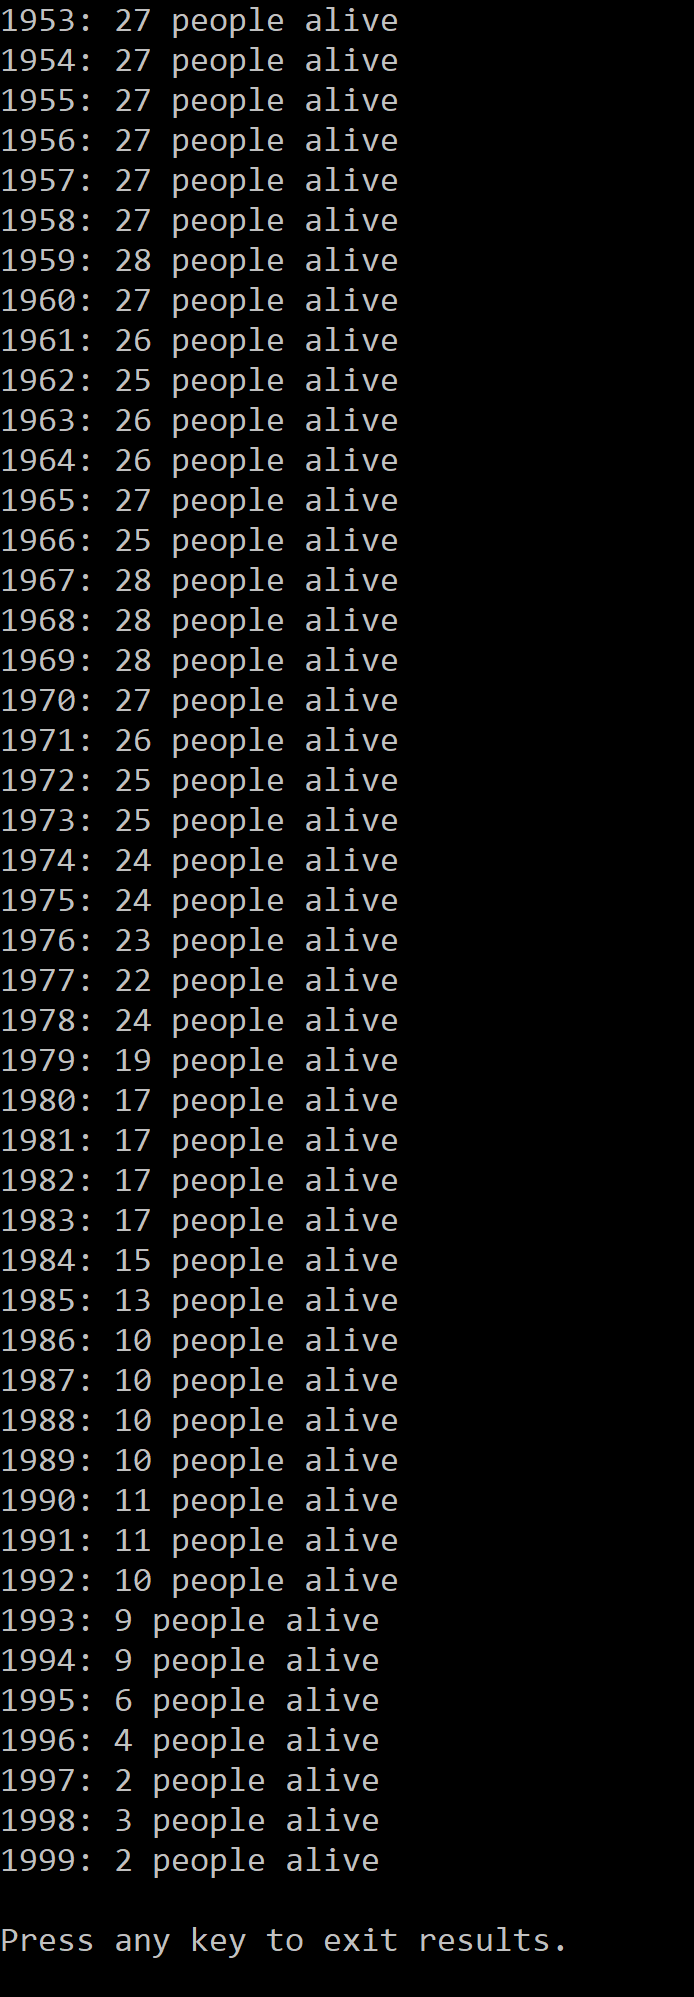 1953: 27 people alive
1954: 27 people alive
1955: 27 people alive
1956: 27 people alive
1957: 27 people alive
1958: 27 people alive
1959: 28 people alive
1960: 27 people alive
1961: 26 people alive
1962: 25 people alive
1963: 26 people alive
1964: 26 people alive
1965: 27 people alive
1966: 25 people alive
1967: 28 people alive
1968: 28 people alive
1969: 28 people alive
1970: 27 people alive
1971: 26 people alive
1972: 25 people alive
1973: 25 people alive
1974: 24 people alive
1975: 24 people alive
1976: 23 people alive
1977: 22 people alive
1978: 24 people alive
1979: 19 people alive
1980: 17 people alive
1981: 17 people alive
1982: 17 people alive
1983: 17 people alive
1984: 15 people alive
1985: 13 people alive
1986: 10 people alive
1987: 10 people alive
1988: 10 people alive
1989: 10 people alive
1990: 11 people alive
1991: 11 people alive
1992: 10 people alive
1993: 9 people alive
1994: 9 people alive
1995: 6 people alive
1996: 4 people alive
1997: 2 people alive
1998: 3 people alive
1999: 2 people alive
Press any key to exit results.